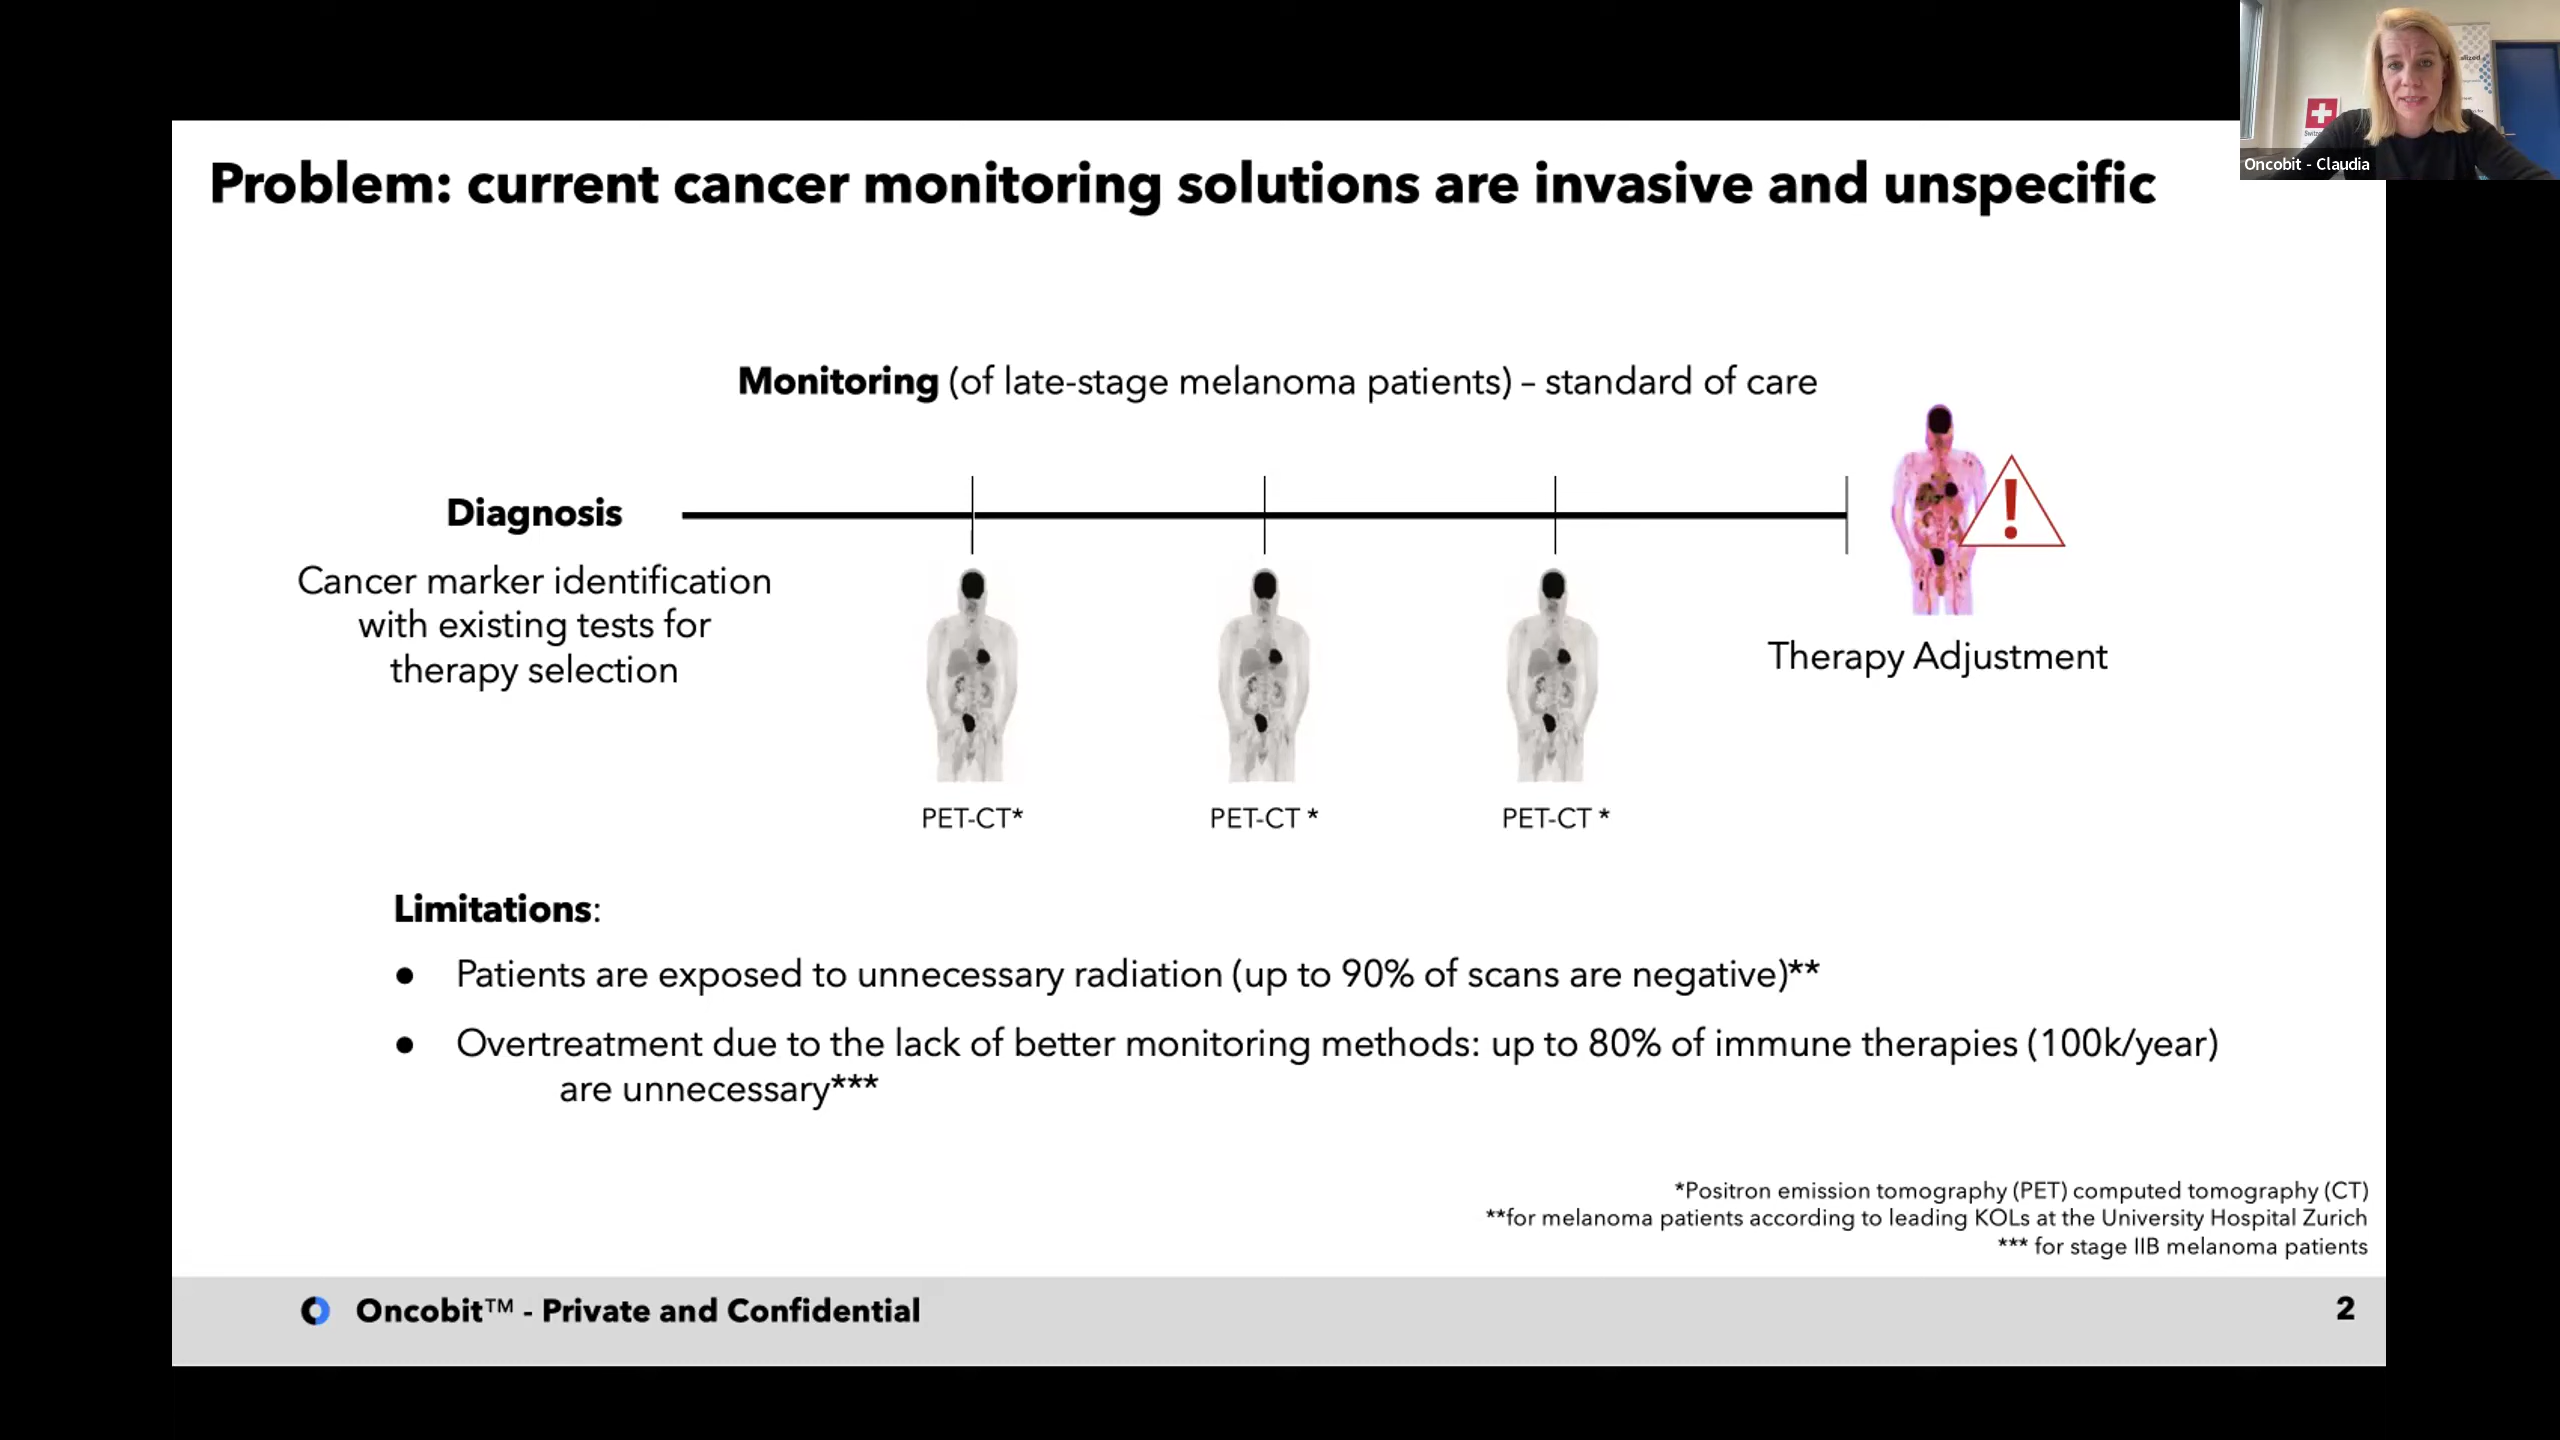 Problem: current cancer monitoring solutions are invasive and unspecific
Oncobit - Claudia
Monitoring (of late-stage melanoma patients) – standard of care
Diagnosis
Cancer marker identification
with existing tests for
therapy selection
PET-CT*
PET-CT *
PET-CT *
!
Therapy Adjustment
Limitations:
● Patients are exposed to unnecessary radiation (up to 90% of scans are negative)**
● Overtreatment due to the lack of better monitoring methods: up to 80% of immune therapies (100k/year)
are unnecessary***
*Positron emission tomography (PET) computed tomography (CT)
**for melanoma patients according to leading KOLs at the University Hospital Zurich
*** for stage IIB melanoma patients
Oncobit™ - Private and Confidential
2